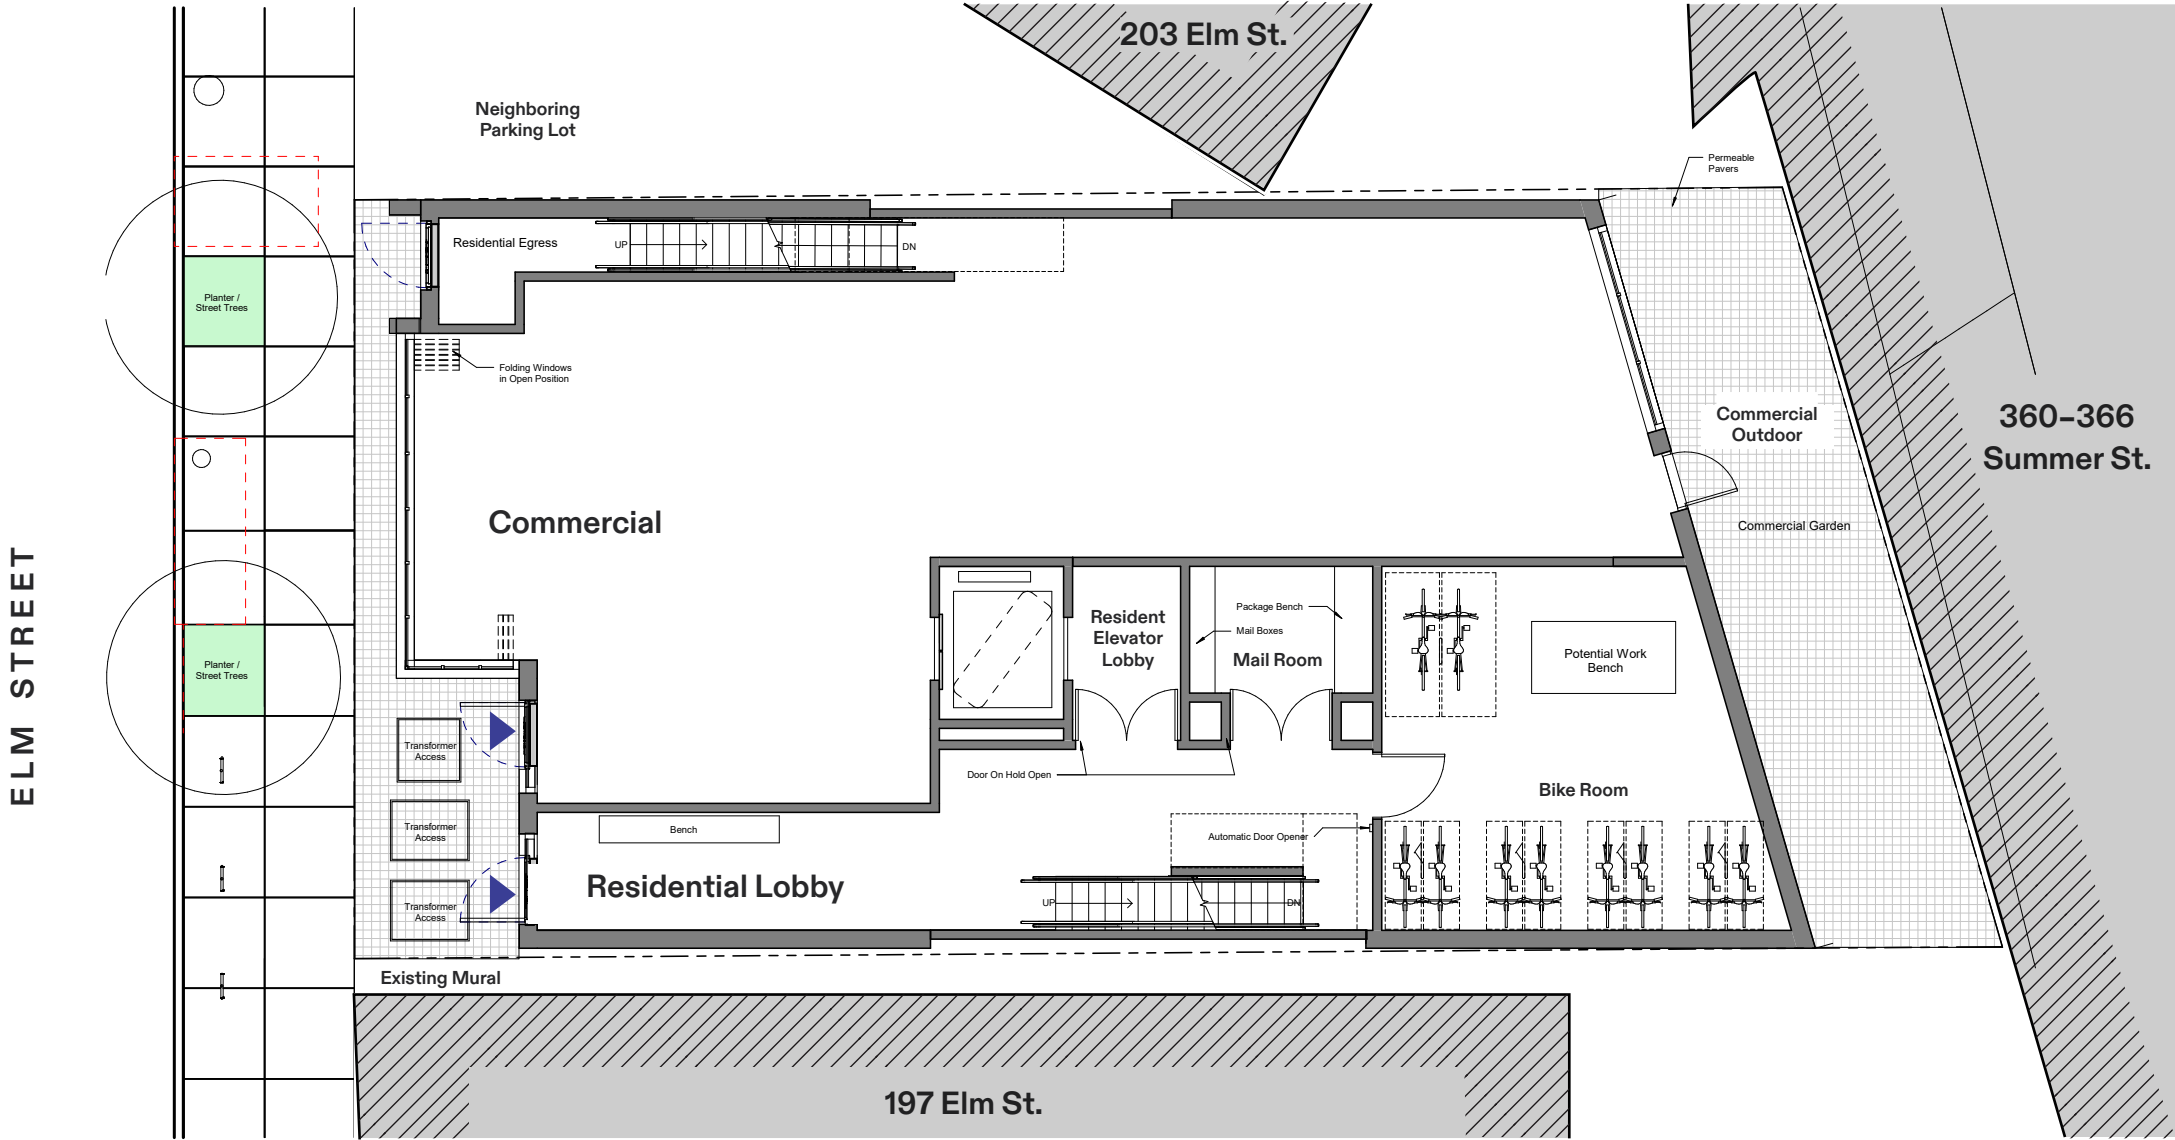 203 Elm St.
Neighboring
Parking Lot
Permeable
Pavers
Residential Egress
UP
DN
Planter /
Street Trees
Folding Windows
in Open Position
Commercial
Outdoor
360-366
Summer St.
Commercial
Commercial Garden
ELM STREET
Resident
Elevator
Lobby
Package Bench
Mail Boxes
Mail Room
Potential Work
Bench
Planter /
Street Trees
Transformer
Access
Door On Hold Open
Bike Room
Transformer
Access
Bench
Automatic Door Opener
Residential Lobby
UP
DN
Transformer
Access
Existing Mural
197 Elm St.